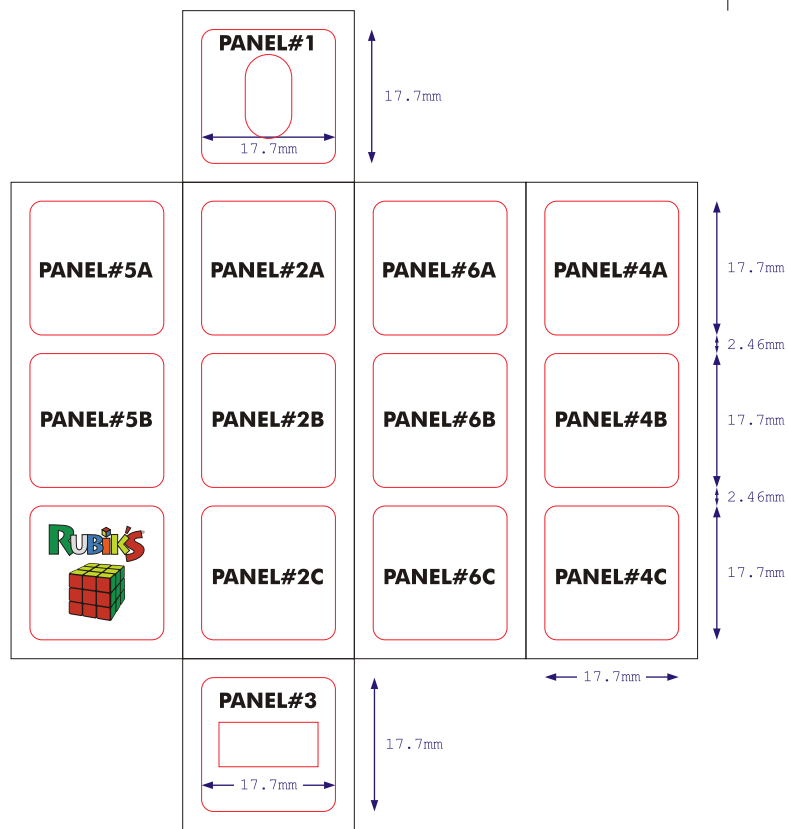 PANEL#1
17.7mm
17.7mm
PANEL#5A
PANEL#2A
PANEL#6A
PANEL#4A
17.7mm
2.46mm
PANEL#5B
PANEL#2B
PANEL#6B
PANEL#4B
17.7mm
2.46mm
RUBIK'S
PANEL#2C
PANEL#6C
PANEL#4C
17.7mm
17.7mm
PANEL#3
17.7mm
17.7mm